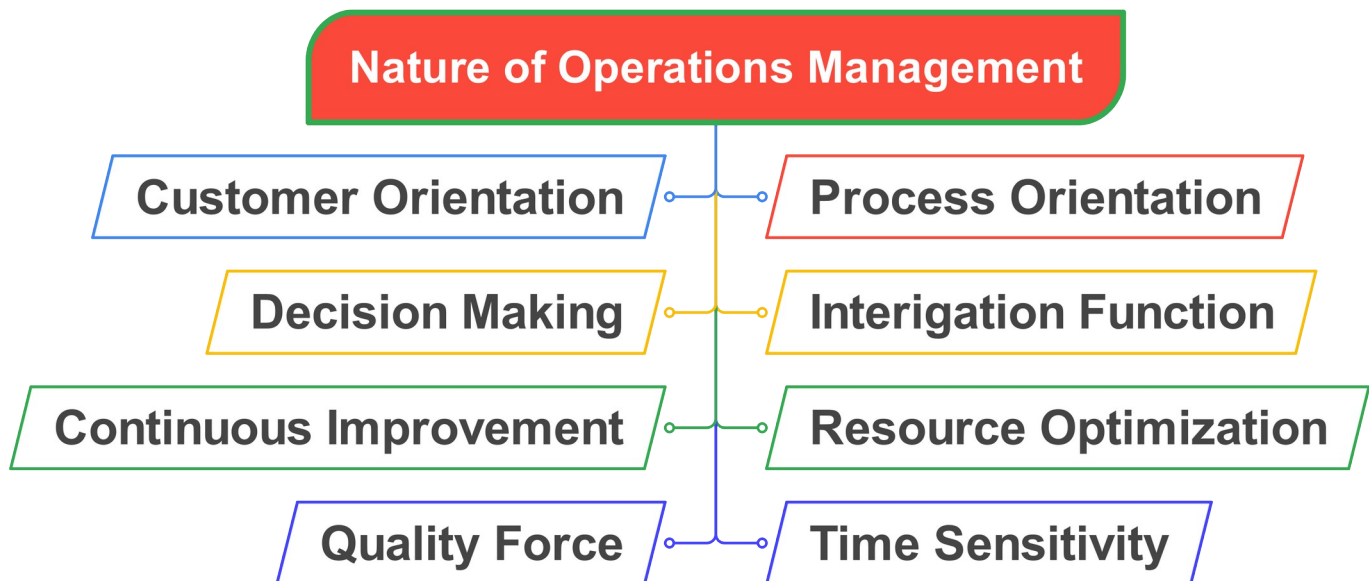 Nature of Operations Management
Customer Orientation
Process Orientation
Decision Making
Interigation Function
Continuous Improvement
Resource Optimization
Quality Force
Time Sensitivity